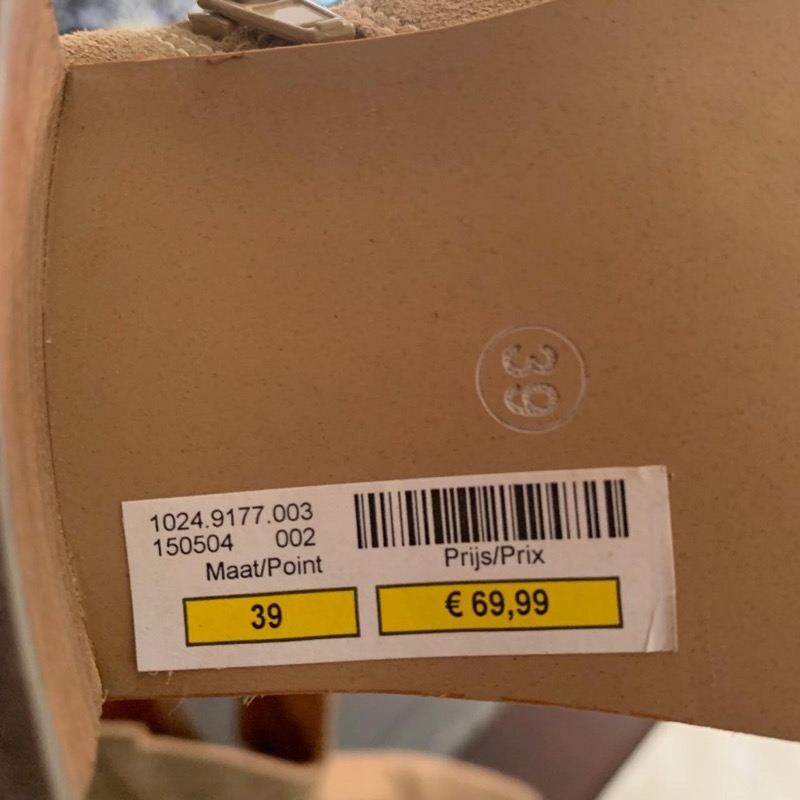 39
1024.9177.003
150504 002
Maat/Point
Prijs/Prix
39
€ 69,99